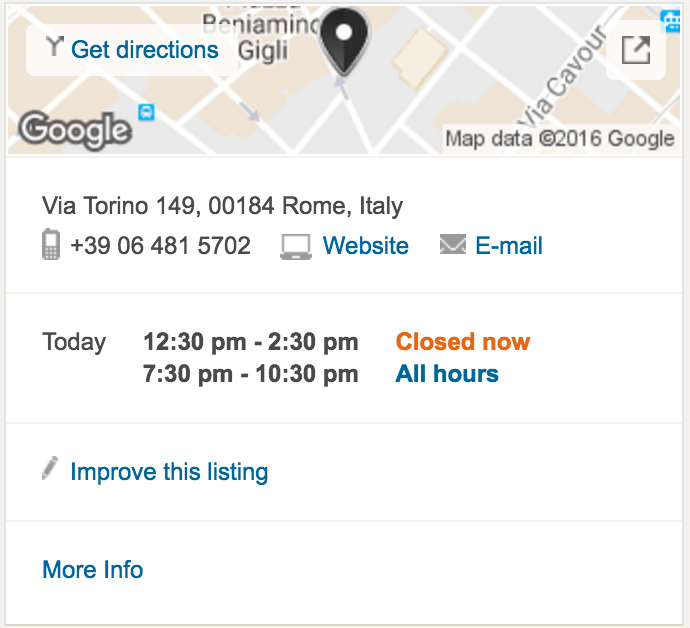 Beniamino
Gigli
Get directions
Via Cavour
Google
Map data ©2016 Google
Via Torino 149, 00184 Rome, Italy
+39 06 481 5702 Website E-mail
Today 12:30 pm - 2:30 pm Closed now
7:30 pm - 10:30 pm All hours
Improve this listing
More Info